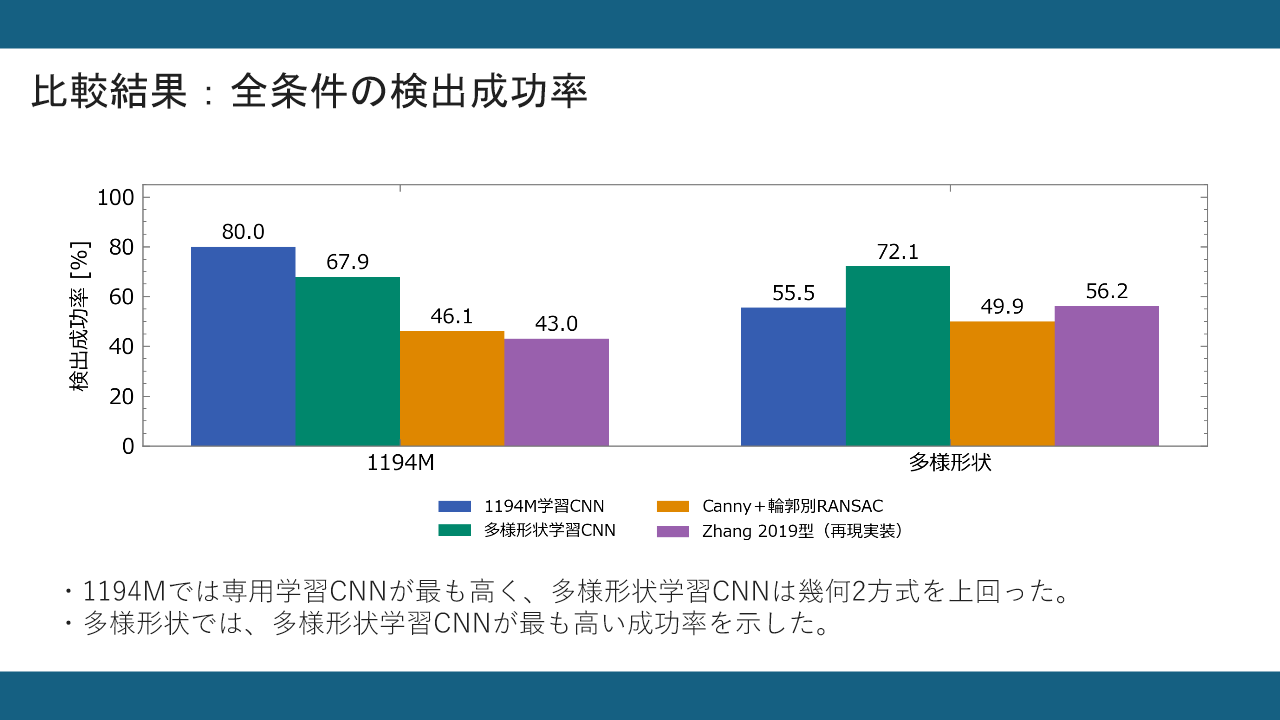 比較結果：全条件の検出成功率
検出成功率 [%]
100
80
60
40
20
0
80.0
67.9
46.1
43.0
55.5
72.1
49.9
56.2
1194M
多様形状
1194M学習CNN
多様形状学習CNN
Canny＋輪郭別RANSAC
Zhang 2019型（再現実装）
・1194Mでは専用学習CNNが最も高く、多様形状学習CNNは幾何2方式を上回った。
・多様形状では、多様形状学習CNNが最も高い成功率を示した。